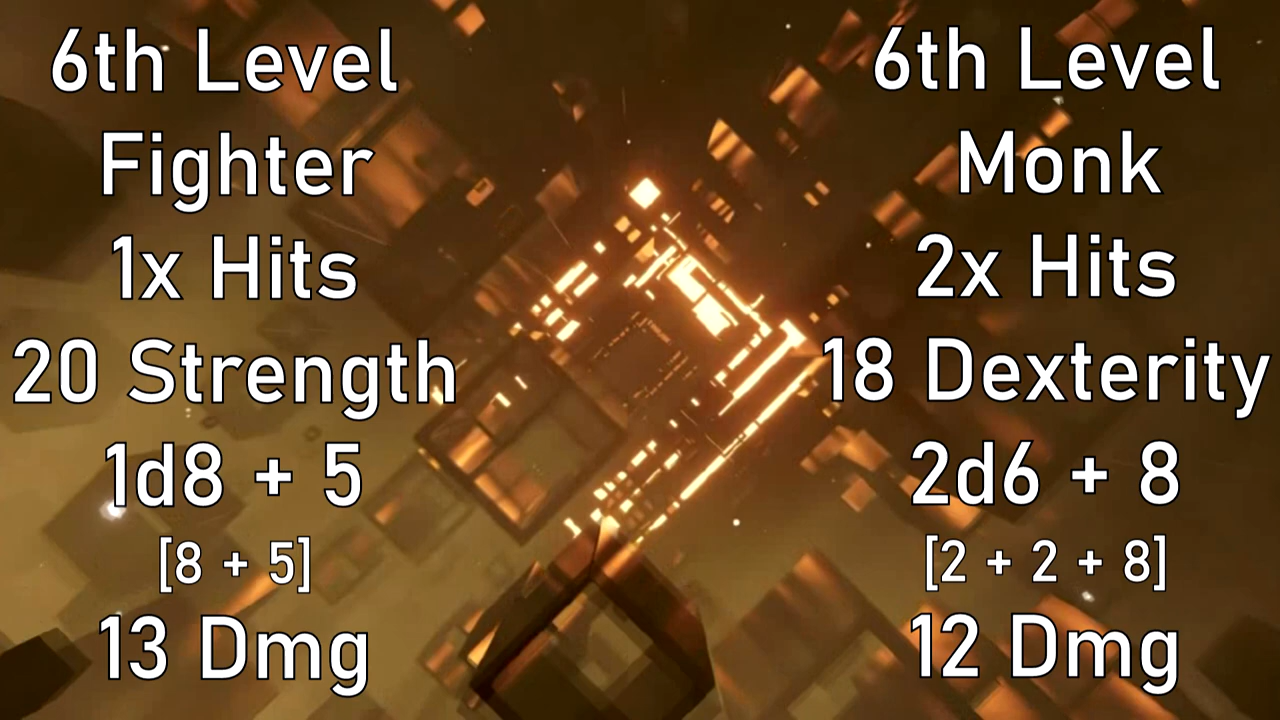 6th Level
Fighter
1x Hits
20 Strength
1d8 + 5
[8 + 5]
13 Dmg
6th Level
Monk
2x Hits
18 Dexterity
2d6 + 8
[2 + 2 + 8]
12 Dmg